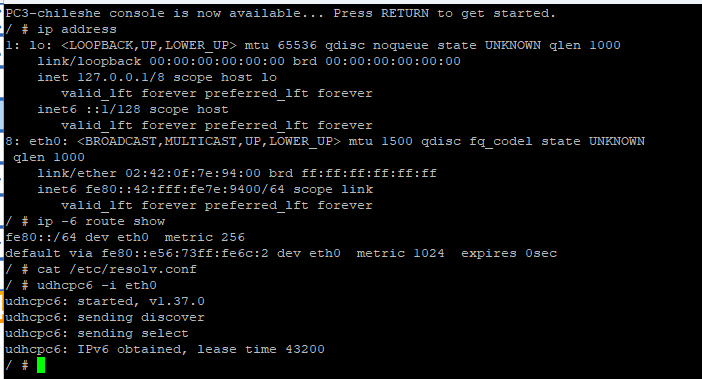 PC3-chileshe console is now available... Press RETURN to get started.
/ # ip address
1: lo: <LOOPBACK,UP,LOWER_UP> mtu 65536 qdisc noqueue state UNKNOWN qlen 1000
    link/loopback 00:00:00:00:00:00 brd 00:00:00:00:00:00
    inet 127.0.0.1/8 scope host lo
       valid_lft forever preferred_lft forever
    inet6 ::1/128 scope host
       valid_lft forever preferred_lft forever
8: eth0: <BROADCAST,MULTICAST,UP,LOWER_UP> mtu 1500 qdisc fq_codel state UNKNOWN
 qlen 1000
    link/ether 02:42:0f:7e:94:00 brd ff:ff:ff:ff:ff:ff
    inet6 fe80::42:fff:fe7e:9400/64 scope link
       valid_lft forever preferred_lft forever
/ # ip -6 route show
fe80::/64 dev eth0  metric 256
default via fe80::e56:73ff:fe6c:2 dev eth0  metric 1024  expires 0sec
/ # cat /etc/resolv.conf
/ # udhcpc6 -i eth0
udhcpc6: started, v1.37.0
udhcpc6: sending discover
udhcpc6: sending select
udhcpc6: IPv6 obtained, lease time 43200
/ #